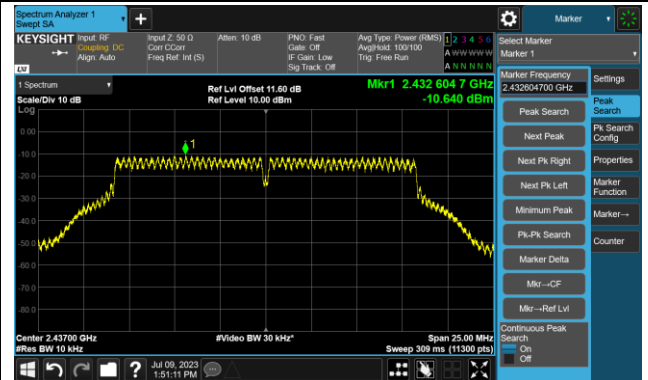 Spectrum Analyzer 1
Swept SA
+
Marker
KEYSIGHT Input: RF
Coupling: DC
Align: Auto
Input Z: 50 Ω
Corr CCorr
Freq Ref: Int (S)
Atten: 10 dB
PNO: Fast
Gate: Off
IF Gain: Low
Sig Track: Off
Avg Type: Power (RMS)
Avg|Hold: 100/100
Trig: Free Run
1 2 3 4 5 6
A W W W W W
A N N N N N
LXI
Select Marker
Marker 1
1 Spectrum
Scale/Div 10 dB
Log
Ref Lvl Offset 11.60 dB
Ref Level 10.00 dBm
Mkr1 2.432 604 7 GHz
-10.640 dBm
1
0.00
-10.0
-20.0
-30.0
-40.0
-50.0
-60.0
-70.0
-80.0
Center 2.43700 GHz
#Res BW 10 kHz
#Video BW 30 kHz*
Span 25.00 MHz
Sweep 309 ms (11300 pts)
Marker Frequency
2.432604700 GHz
Peak Search
Next Peak
Next Pk Right
Next Pk Left
Minimum Peak
Pk-Pk Search
Marker Delta
Mkr→CF
Mkr→Ref Lvl
Continuous Peak
Search
On
Off
Settings
Peak
Search
Pk Search
Config
Properties
Marker
Function
Marker→
Counter
?
Jul 09, 2023
1:51:11 PM